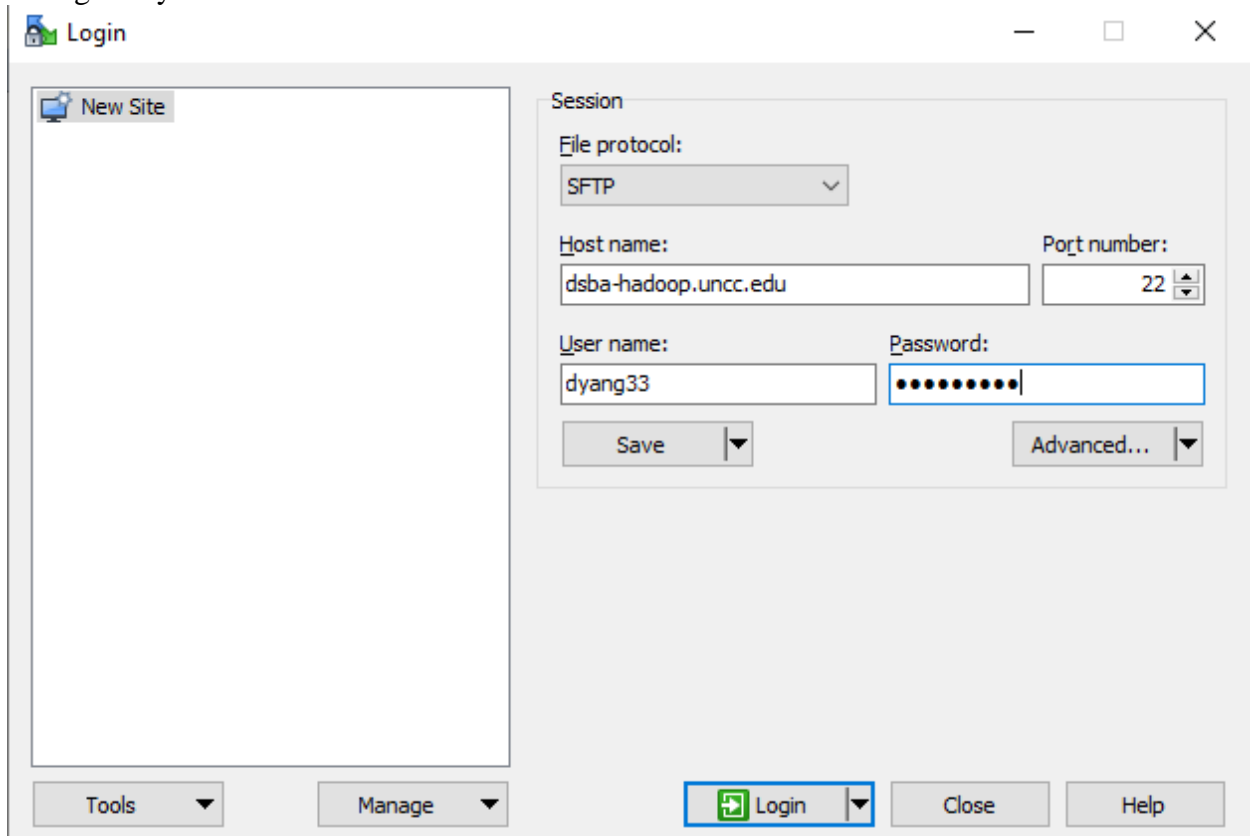 Login
New Site
Session
File protocol:
SFTP
Host name: Port number:
dsba-hadoop.uncc.edu 22
User name: Password:
dyang33 ●●●●●●●●●
Save Advanced...
Tools Manage Login Close Help